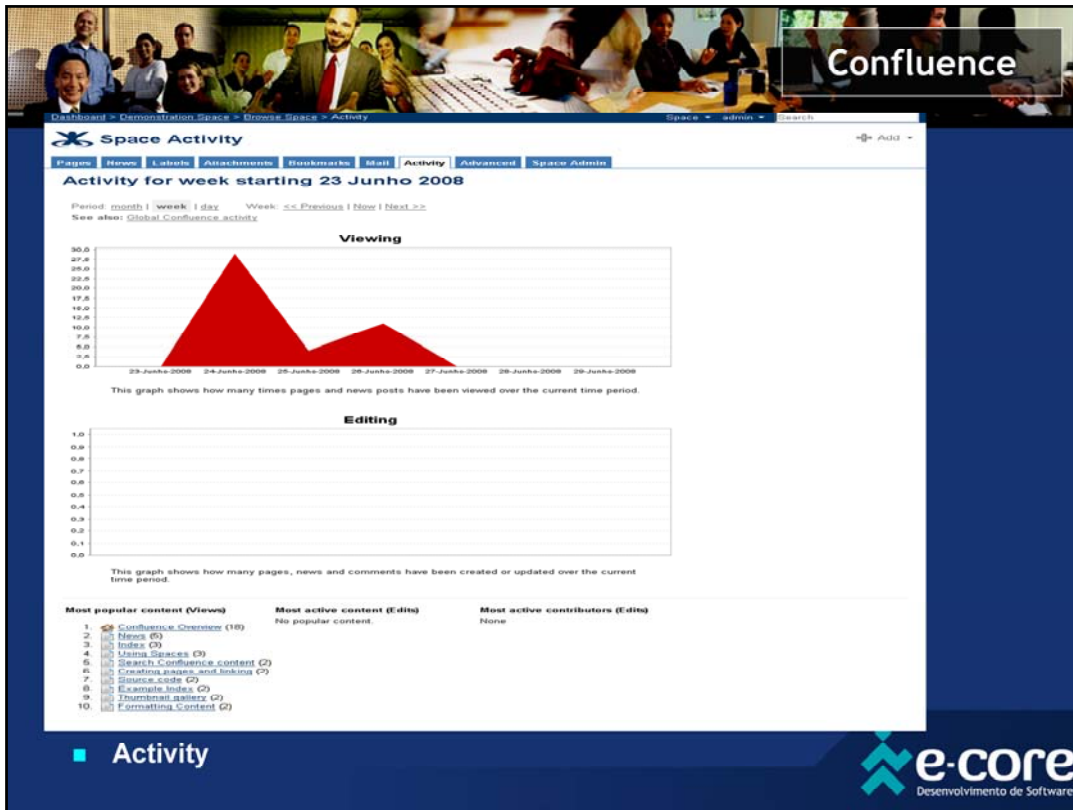 Confluence
Dashboard > Demonstration Space > Browse Space > Activity
Space admin Search
Space Activity
Add
Pages News Labels Attachments Bookmarks Mail Activity Advanced Space Admin
Activity for week starting 23 Junho 2008
Period: month | week | day Week: << Previous | Now | Next >>
See also: Global Confluence activity
Viewing
30,0
27,5
25,0
22,5
20,0
17,5
15,0
12,5
10,0
7,5
5,0
2,5
0,0
23-Junho-2008 24-Junho-2008 25-Junho-2008 26-Junho-2008 27-Junho-2008 28-Junho-2008 29-Junho-2008
This graph shows how many times pages and news posts have been viewed over the current time period.
Editing
1,0
0,9
0,8
0,7
0,6
0,5
0,4
0,3
0,2
0,1
0,0
This graph shows how many pages, news and comments have been created or updated over the current
time period.
Most popular content (Views) Most active content (Edits) Most active contributors (Edits)
No popular content. None
1. Confluence Overview (18)
2. News (5)
3. Index (3)
4. Using Spaces (3)
5. Search Confluence content (2)
6. Creating pages and linking (2)
7. Source code (2)
8. Example Index (2)
9. Thumbnail gallery (2)
10. Formatting Content (2)
Activity
e-core
Desenvolvimento de Software